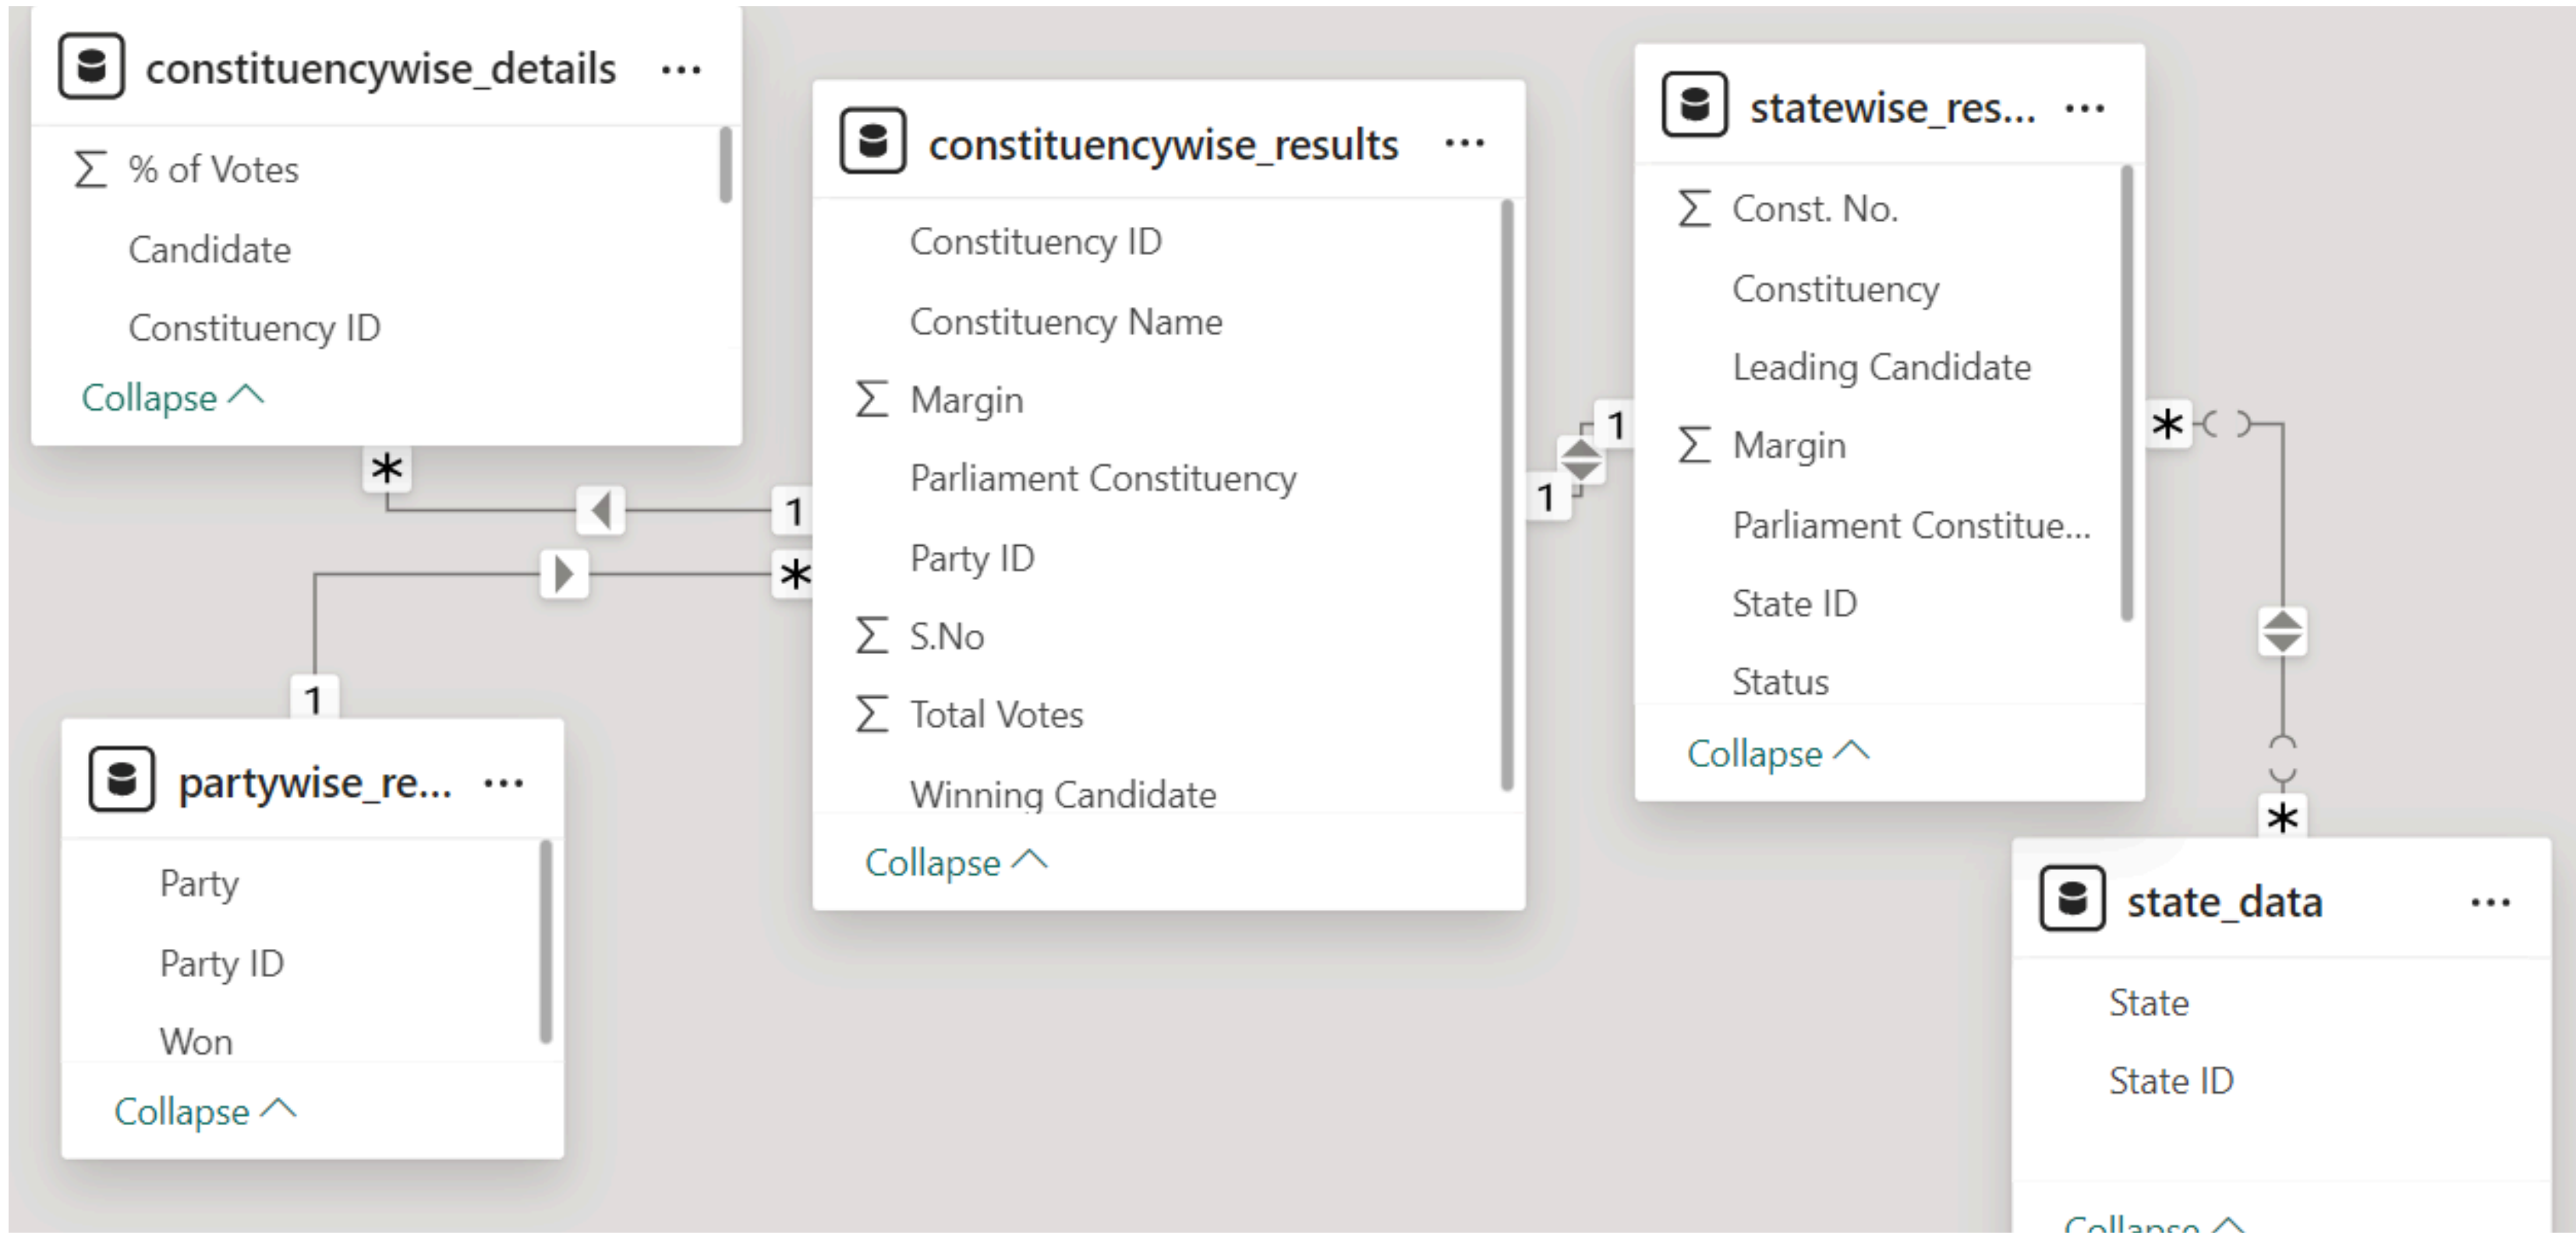 constituencywise_details ...
Σ % of Votes
Candidate
Constituency ID
Collapse
*
1
*
1
partywise_re... ...
Party
Party ID
Won
Collapse
constituencywise_results ...
Constituency ID
Constituency Name
Σ Margin
Parliament Constituency
Party ID
Σ S.No
Σ Total Votes
Winning Candidate
Collapse
1
1
statewise_res... ...
Σ Const. No.
Constituency
Leading Candidate
Σ Margin
Parliament Constitue...
State ID
Status
Collapse
*
*
state_data ...
State
State ID
Collapse